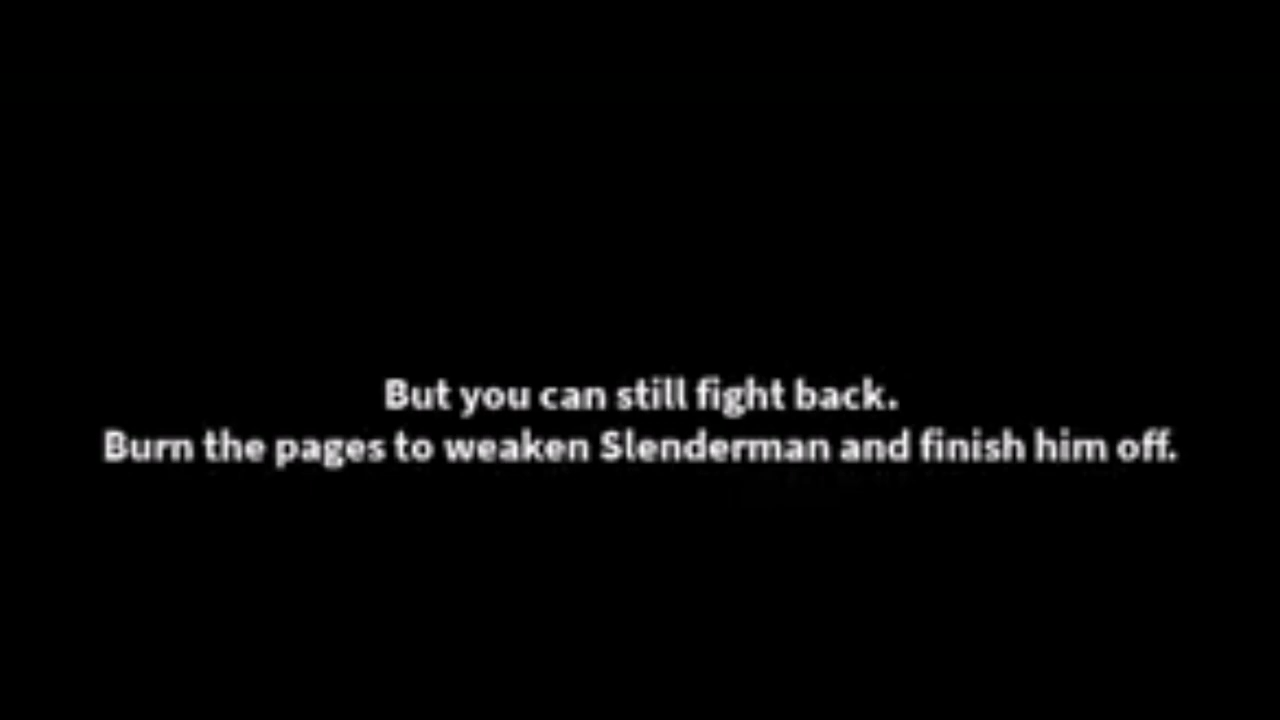 But you can still fight back.
Burn the pages to weaken Slenderman and finish him off.